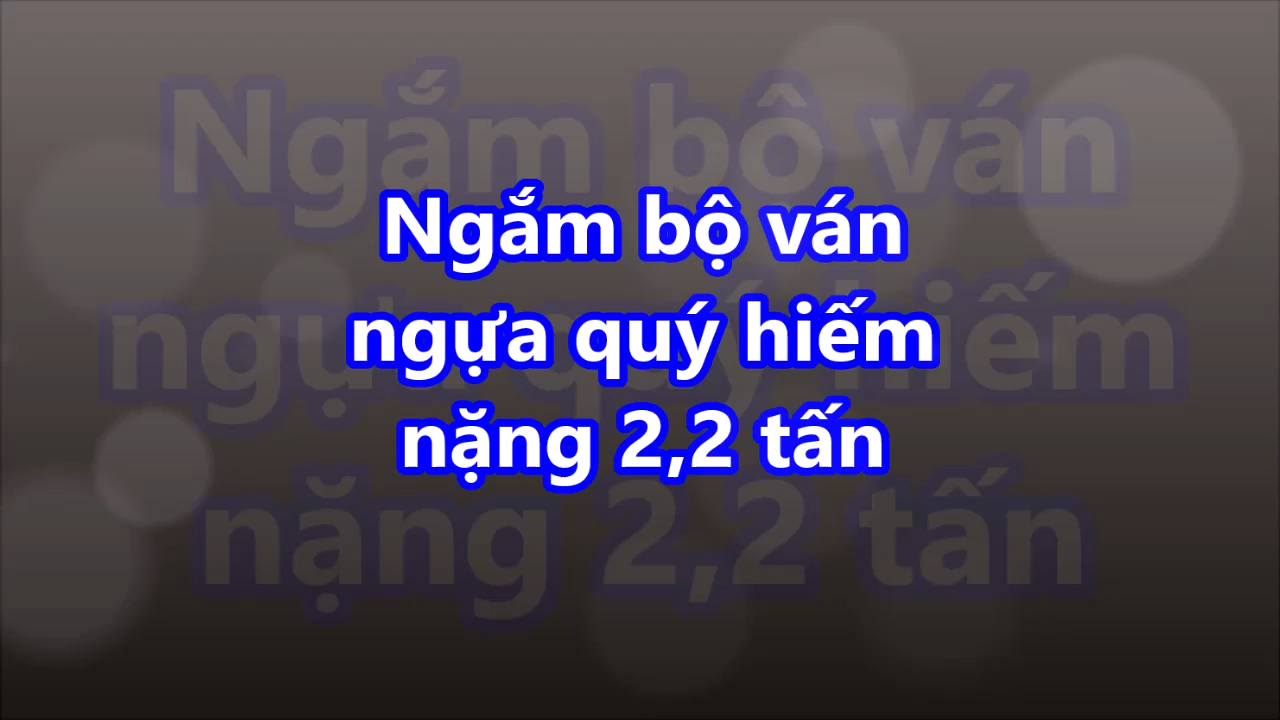 Ngắm bộ ván
ngựa quý hiếm
nặng 2,2 tấn